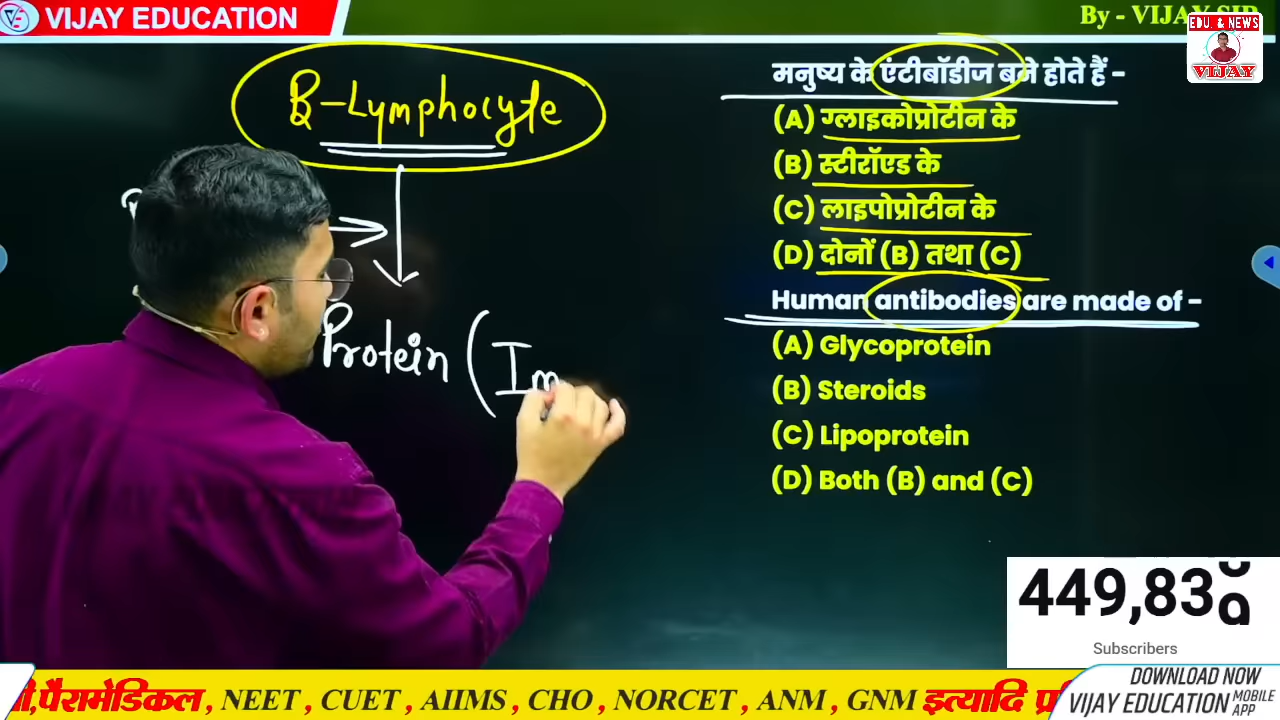 VIJAY EDUCATION
By - VIJAY SIR
EDU. & NEWS
VIJAY
B-Lymphocyte
Protein (Im
मनुष्य के एंटीबॉडीज बने होते हैं -
(A) ग्लाइकोप्रोटीन के
(B) स्टीरॉएड के
(C) लाइपोप्रोटीन के
(D) दोनों (B) तथा (C)
Human antibodies are made of -
(A) Glycoprotein
(B) Steroids
(C) Lipoprotein
(D) Both (B) and (C)
449,83
Subscribers
पैरामेडिकल, NEET, CUET, AIIMS, CHO, NORCET, ANM, GNM इत्यादि
DOWNLOAD NOW
VIJAY EDUCATION MOBILE APP